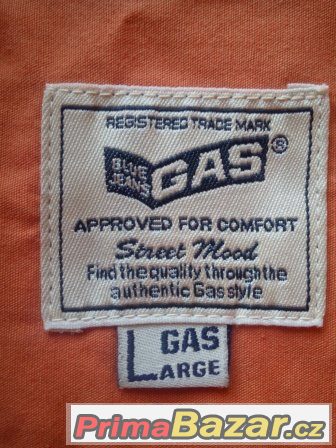 REGISTERED TRADE MARK
BLUE JEANS GAS ®
APPROVED FOR COMFORT
Street Mood
Find the quality through the
authentic Gas style
GAS
LARGE
PrimaBazar.cz